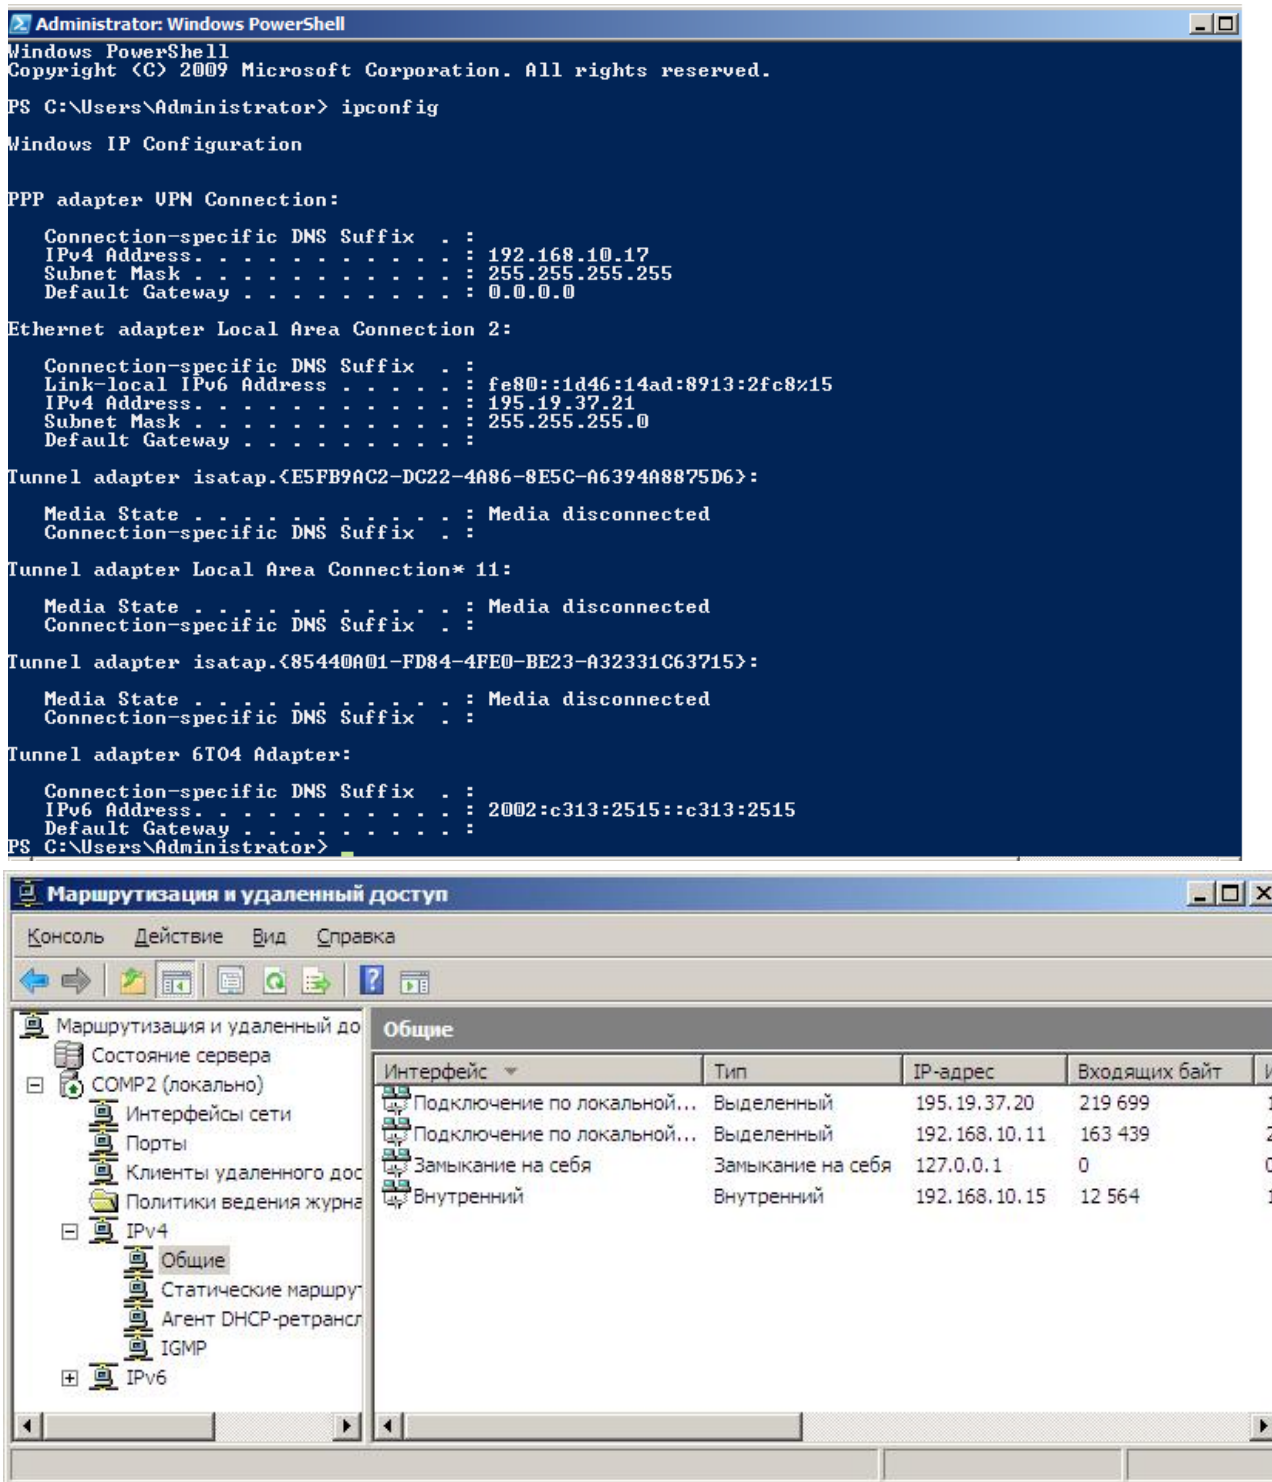 Administrator: Windows PowerShell
Windows PowerShell
Copyright (C) 2009 Microsoft Corporation. All rights reserved.
PS C:\Users\Administrator> ipconfig
Windows IP Configuration
PPP adapter VPN Connection:
Connection-specific DNS Suffix . :
IPv4 Address. . . . . . . . . . . : 192.168.10.17
Subnet Mask . . . . . . . . . . . : 255.255.255.255
Default Gateway . . . . . . . . . : 0.0.0.0
Ethernet adapter Local Area Connection 2:
Connection-specific DNS Suffix . :
Link-local IPv6 Address . . . . . : fe80::1d46:14ad:8913:2fc8%15
IPv4 Address. . . . . . . . . . . : 195.19.37.21
Subnet Mask . . . . . . . . . . . : 255.255.255.0
Default Gateway . . . . . . . . . :
Tunnel adapter isatap.{E5FB9AC2-DC22-4A86-8E5C-A6394A8875D6}:
Media State . . . . . . . . . . . : Media disconnected
Connection-specific DNS Suffix . :
Tunnel adapter Local Area Connection* 11:
Media State . . . . . . . . . . . : Media disconnected
Connection-specific DNS Suffix . :
Tunnel adapter isatap.{85440A01-FD84-4FE0-BE23-A32331C63715}:
Media State . . . . . . . . . . . : Media disconnected
Connection-specific DNS Suffix . :
Tunnel adapter 6TO4 Adapter:
Connection-specific DNS Suffix . :
IPv6 Address. . . . . . . . . . . : 2002:c313:2515::c313:2515
Default Gateway . . . . . . . . . :
PS C:\Users\Administrator>
Маршрутизация и удаленный доступ
Консоль Действие Вид Справка
Маршрутизация и удаленный до
Состояние сервера
COMP2 (локально)
Интерфейсы сети
Порты
Клиенты удаленного дос
Политики ведения журна
IPv4
Общие
Статические маршрут
Агент DHCP-ретрансл
IGMP
IPv6
Общие
Интерфейс Тип IP-адрес Входящих байт
Подключение по локальной... Выделенный 195.19.37.20 219 699
Подключение по локальной... Выделенный 192.168.10.11 163 439
Замыкание на себя Замыкание на себя 127.0.0.1 0
Внутренний Внутренний 192.168.10.15 12 564